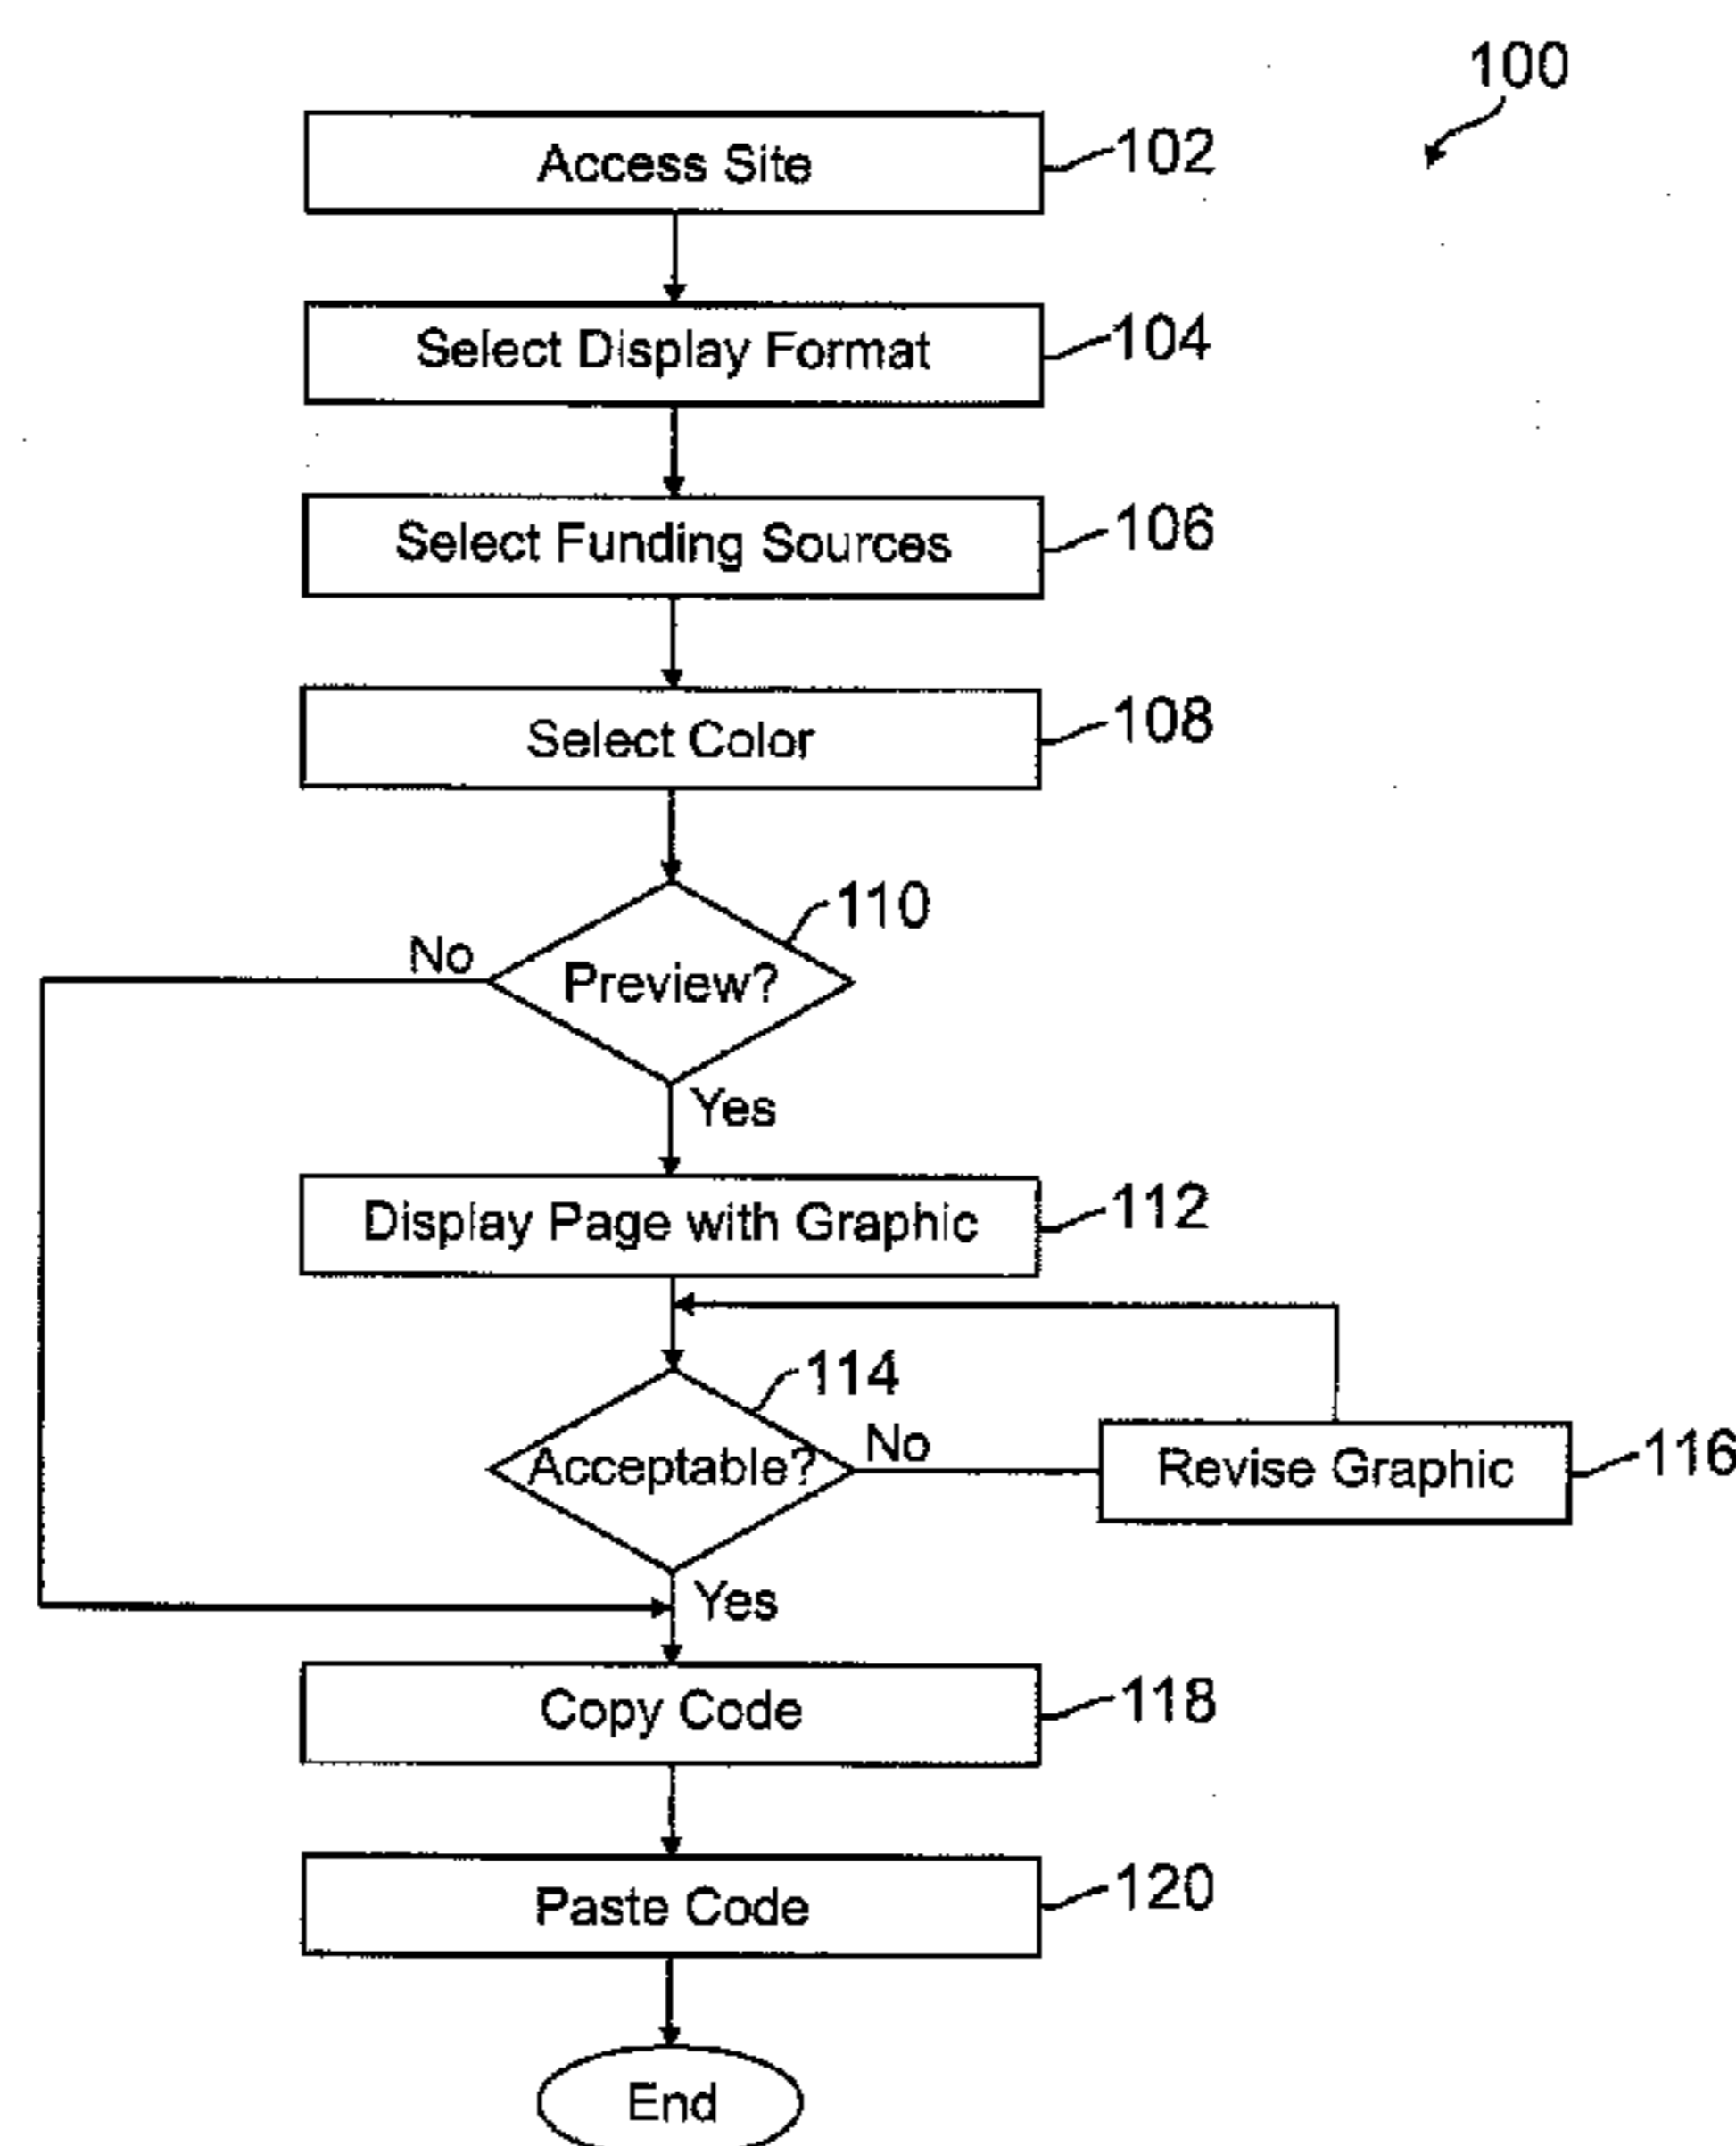 100
Access Site
102
Select Display Format
104
Select Funding Sources
106
Select Color
108
110
No
Preview?
Yes
Display Page with Graphic
112
114
Acceptable?
No
Revise Graphic
116
Yes
Copy Code
118
Paste Code
120
End